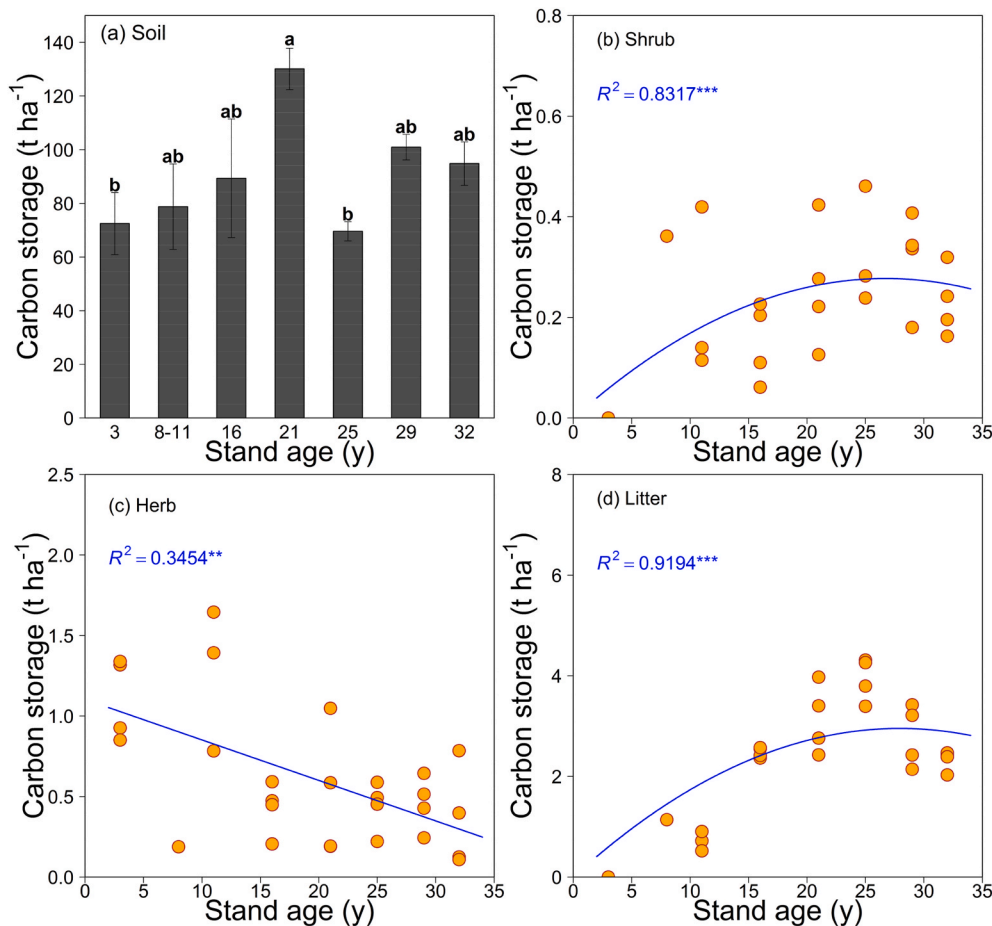 (a) Soil
Carbon storage (t ha⁻¹)
140
120
100
80
60
40
20
0
b
ab
ab
a
b
ab
ab
3 8-11 16 21 25 29 32
Stand age (y)
(b) Shrub
R² = 0.8317***
Carbon storage (t ha⁻¹)
0.8
0.6
0.4
0.2
0.0
0 5 10 15 20 25 30 35
Stand age (y)
(c) Herb
R² = 0.3454**
Carbon storage (t ha⁻¹)
2.5
2.0
1.5
1.0
0.5
0.0
0 5 10 15 20 25 30 35
Stand age (y)
(d) Litter
R² = 0.9194***
Carbon storage (t ha⁻¹)
8
6
4
2
0
0 5 10 15 20 25 30 35
Stand age (y)